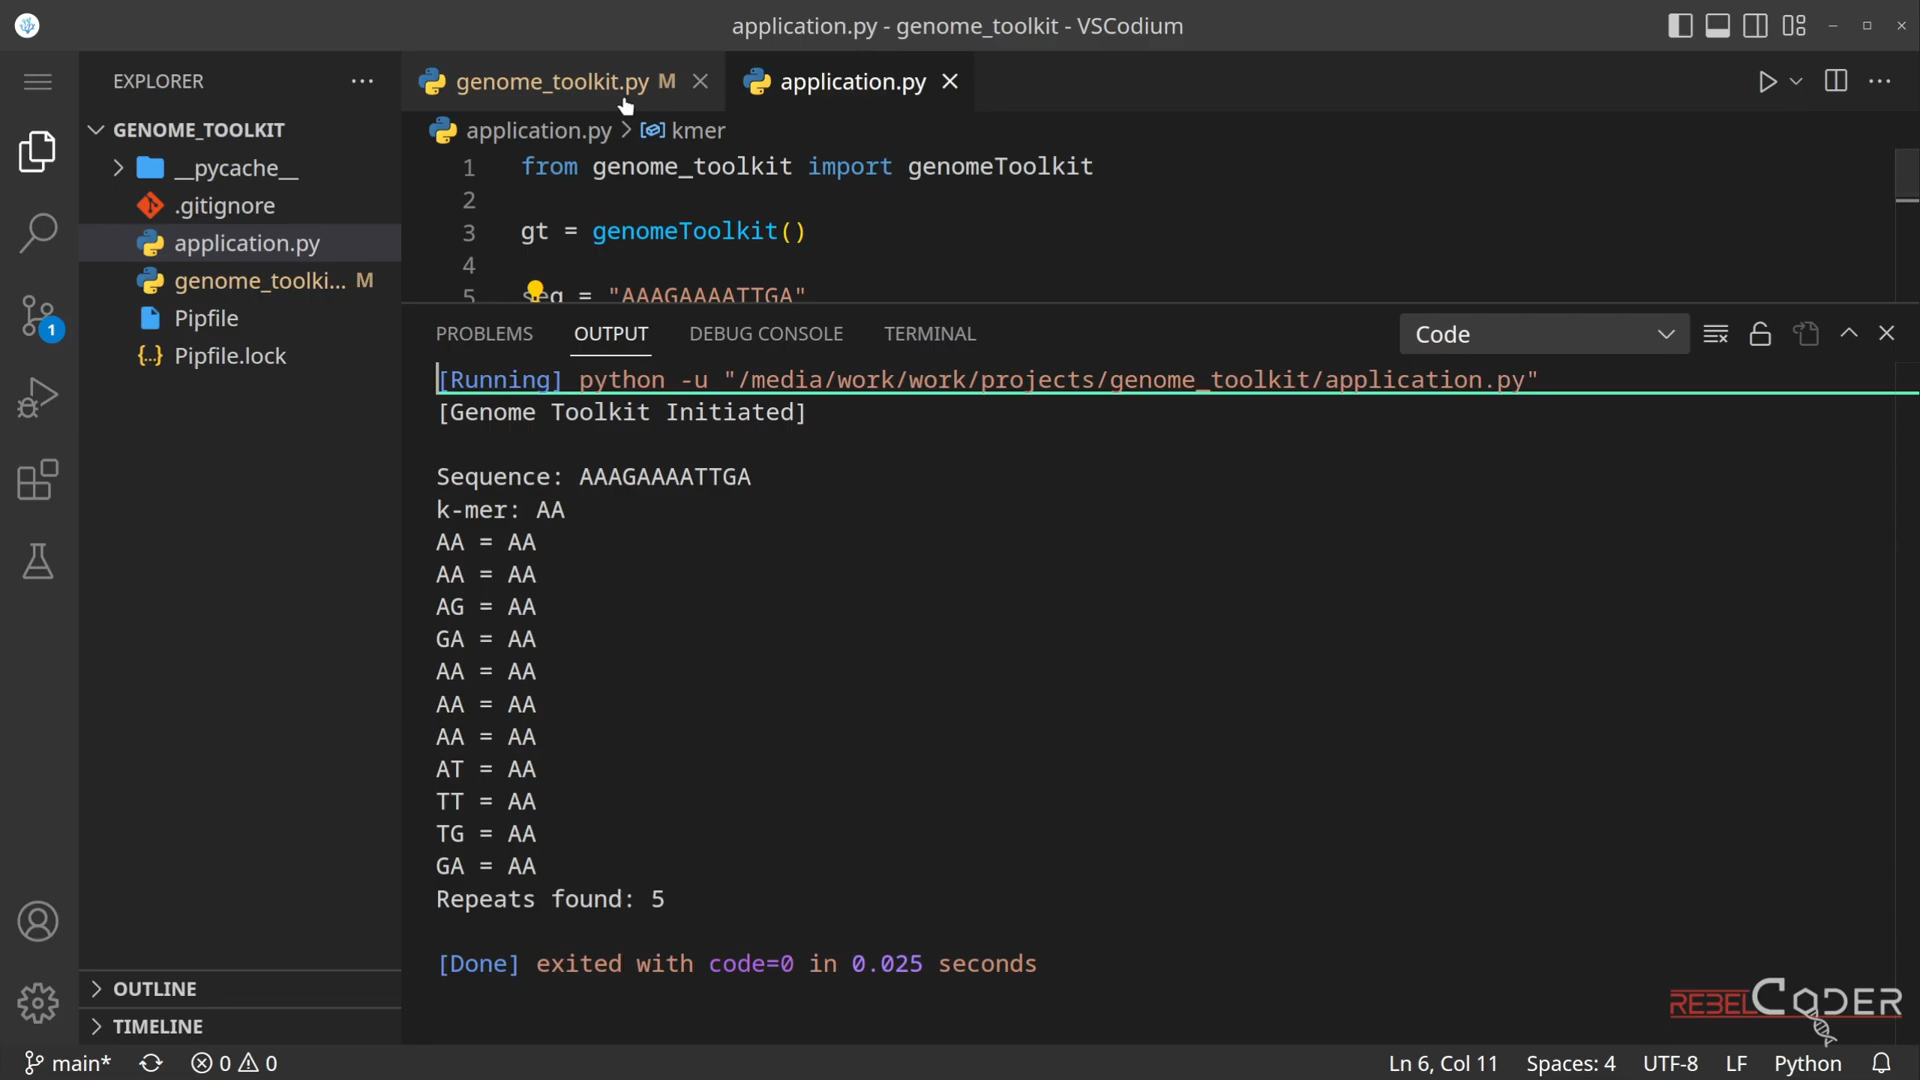 application.py - genome_toolkit - VSCodium
EXPLORER
GENOME_TOOLKIT
__pycache__
.gitignore
application.py
genome_toolki... M
Pipfile
Pipfile.lock
OUTLINE
TIMELINE
1
genome_toolkit.py M
application.py
application.py > kmer
1 from genome_toolkit import genomeToolkit
2
3 gt = genomeToolkit()
4
5 seq = "AAAGAAAATTGA"
PROBLEMS OUTPUT DEBUG CONSOLE TERMINAL
Code
[Running] python -u "/media/work/work/projects/genome_toolkit/application.py"
[Genome Toolkit Initiated]
Sequence: AAAGAAAATTGA
k-mer: AA
AA = AA
AA = AA
AG = AA
GA = AA
AA = AA
AA = AA
AA = AA
AT = AA
TT = AA
TG = AA
GA = AA
Repeats found: 5
[Done] exited with code=0 in 0.025 seconds
REBELCODER
main* 0 0
Ln 6, Col 11 Spaces: 4 UTF-8 LF Python